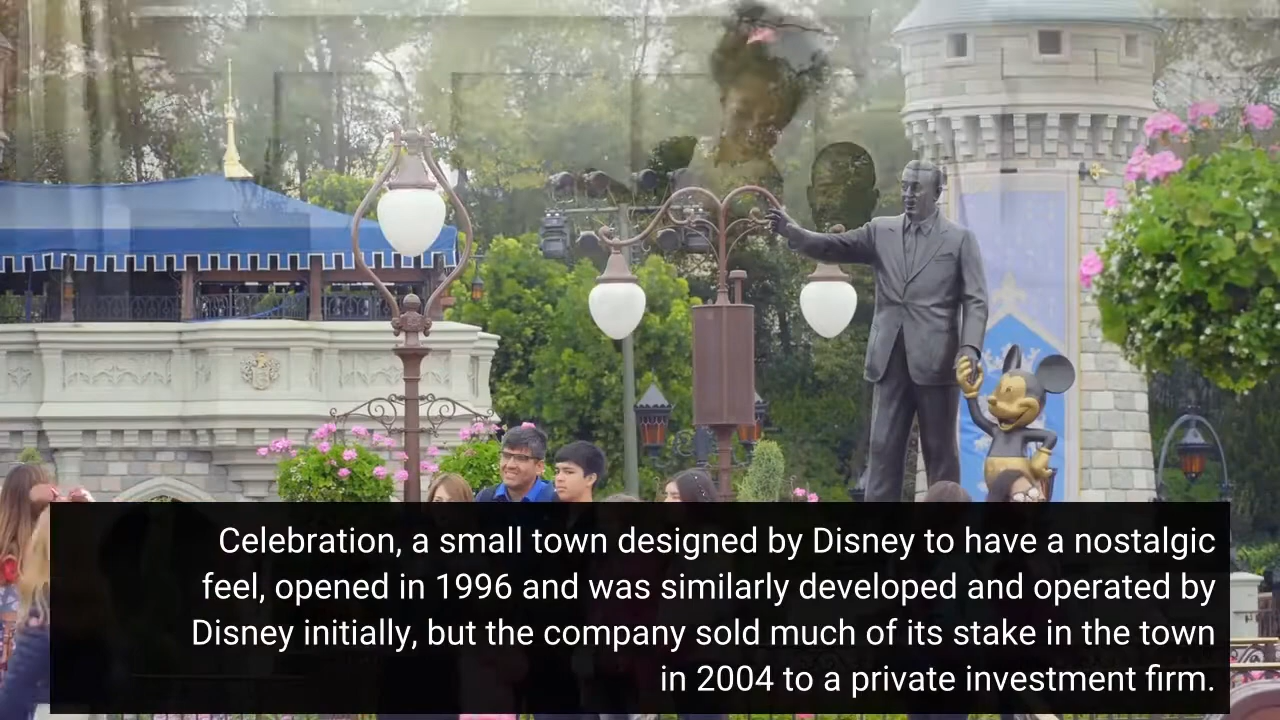 Celebration, a small town designed by Disney to have a nostalgic
feel, opened in 1996 and was similarly developed and operated by
Disney initially, but the company sold much of its stake in the town
in 2004 to a private investment firm.